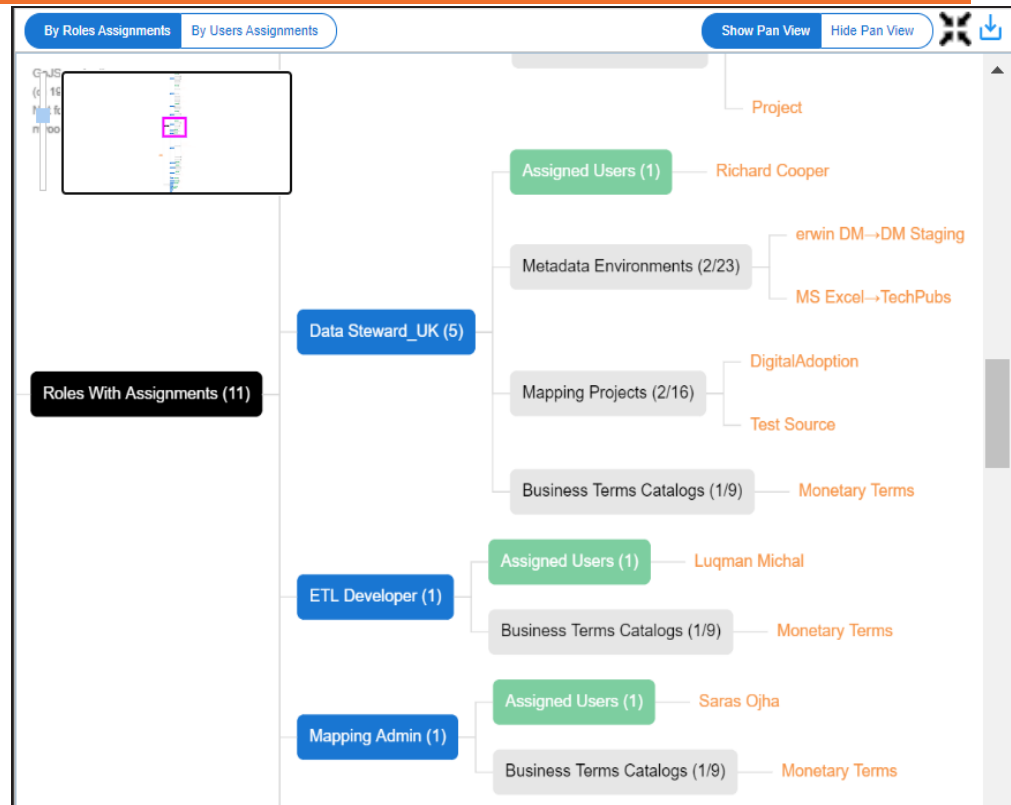 By Roles Assignments
By Users Assignments
Show Pan View
Hide Pan View
Project
Assigned Users (1)
Richard Cooper
Metadata Environments (2/23)
erwin DM→DM Staging
MS Excel→TechPubs
Data Steward_UK (5)
Roles With Assignments (11)
Mapping Projects (2/16)
DigitalAdoption
Test Source
Business Terms Catalogs (1/9)
Monetary Terms
ETL Developer (1)
Assigned Users (1)
Luqman Michal
Business Terms Catalogs (1/9)
Monetary Terms
Mapping Admin (1)
Assigned Users (1)
Saras Ojha
Business Terms Catalogs (1/9)
Monetary Terms